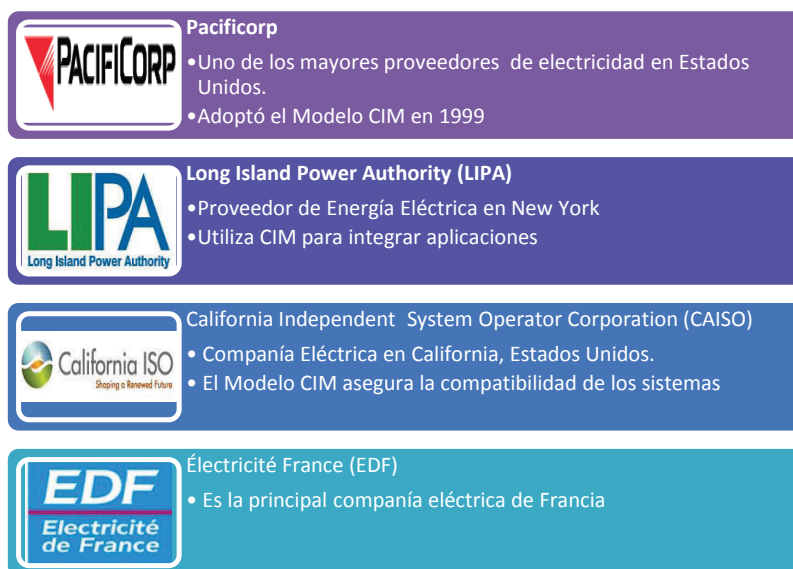 PACIFICORP
Pacificorp
•Uno de los mayores proveedores de electricidad en Estados
Unidos.
•Adoptó el Modelo CIM en 1999
LIPA
Long Island Power Authority
Long Island Power Authority (LIPA)
•Proveedor de Energía Eléctrica en New York
•Utiliza CIM para integrar aplicaciones
California ISO
Shaping a Renewed Future
California Independent System Operator Corporation (CAISO)
• Companía Eléctrica en California, Estados Unidos.
• El Modelo CIM asegura la compatibilidad de los sistemas
EDF
Electricité
de France
Électricité France (EDF)
• Es la principal companía eléctrica de Francia